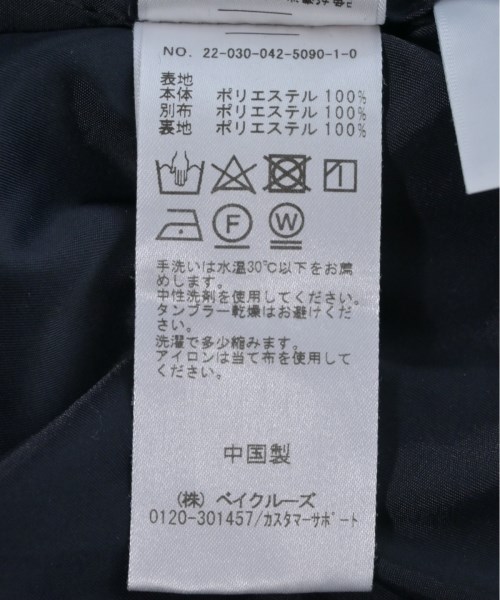 NO. 22-030-042-5090-1-0
表地
本体 ポリエステル 100%
別布 ポリエステル 100%
裏地 ポリエステル 100%
F W
手洗いは水温30℃以下をお薦
めします。
中性洗剤を使用してください。
タンブラー乾燥はお避けくださ
い。
洗濯で多少縮みます。
アイロンは当て布を使用して
ください。
中国製
(株) ベイクルーズ
0120-301457/カスタマーサポート